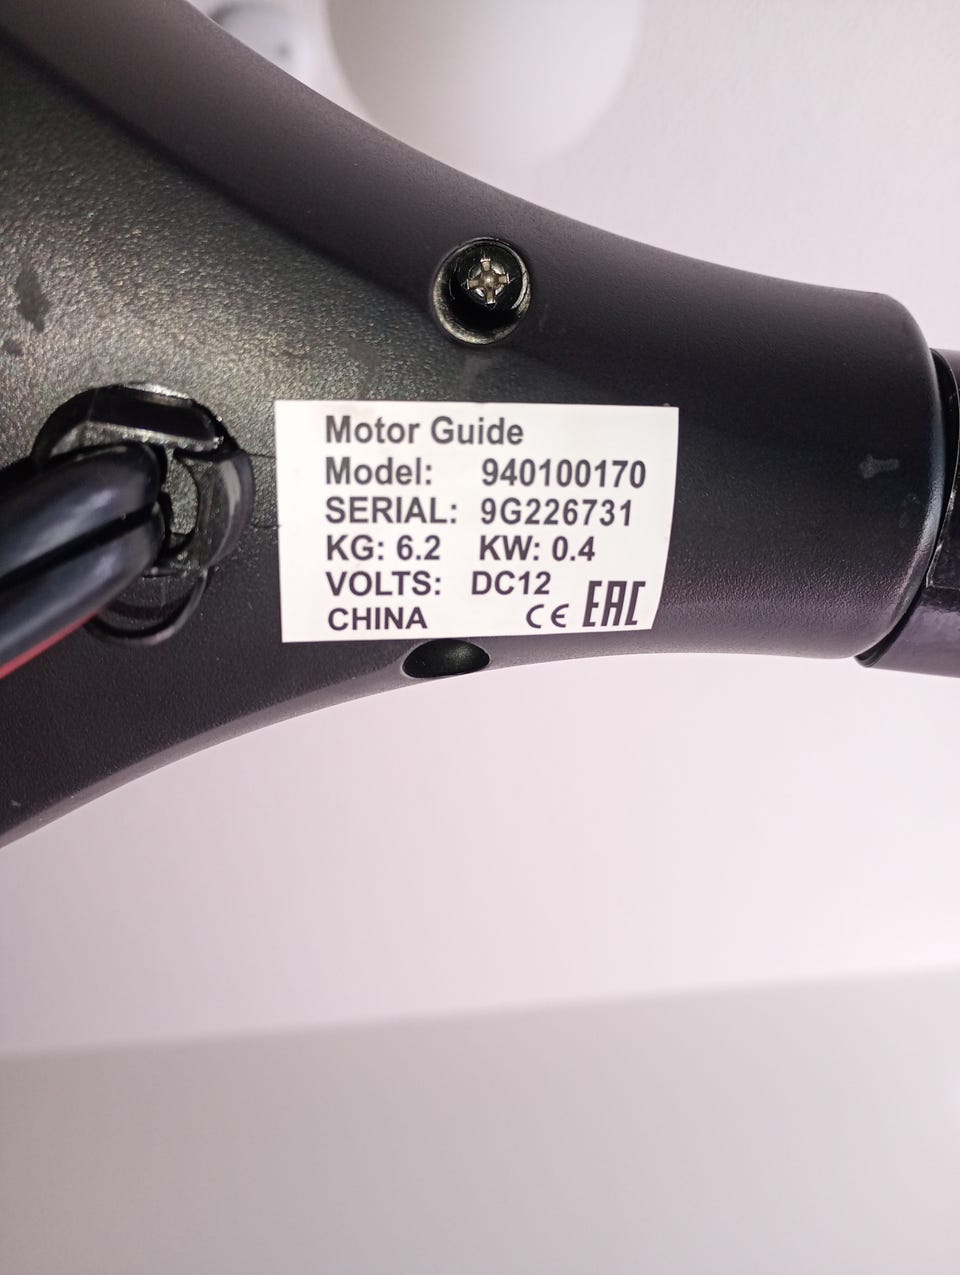 Motor Guide
Model: 940100170
SERIAL: 9G226731
KG: 6.2 KW: 0.4
VOLTS: DC12
CHINA CE EAC